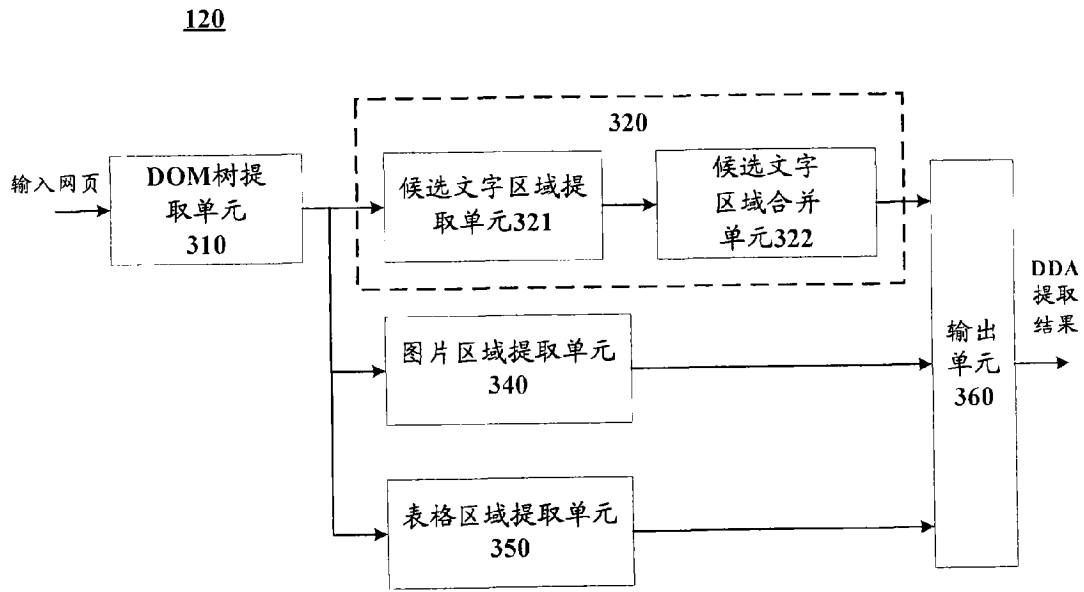 120
320
输入网页
DOM树提
取单元
310
候选文字区域提
取单元321
候选文字
区域合并
单元322
图片区域提取单元
340
表格区域提取单元
350
输出
单元
360
DDA
提取
结果